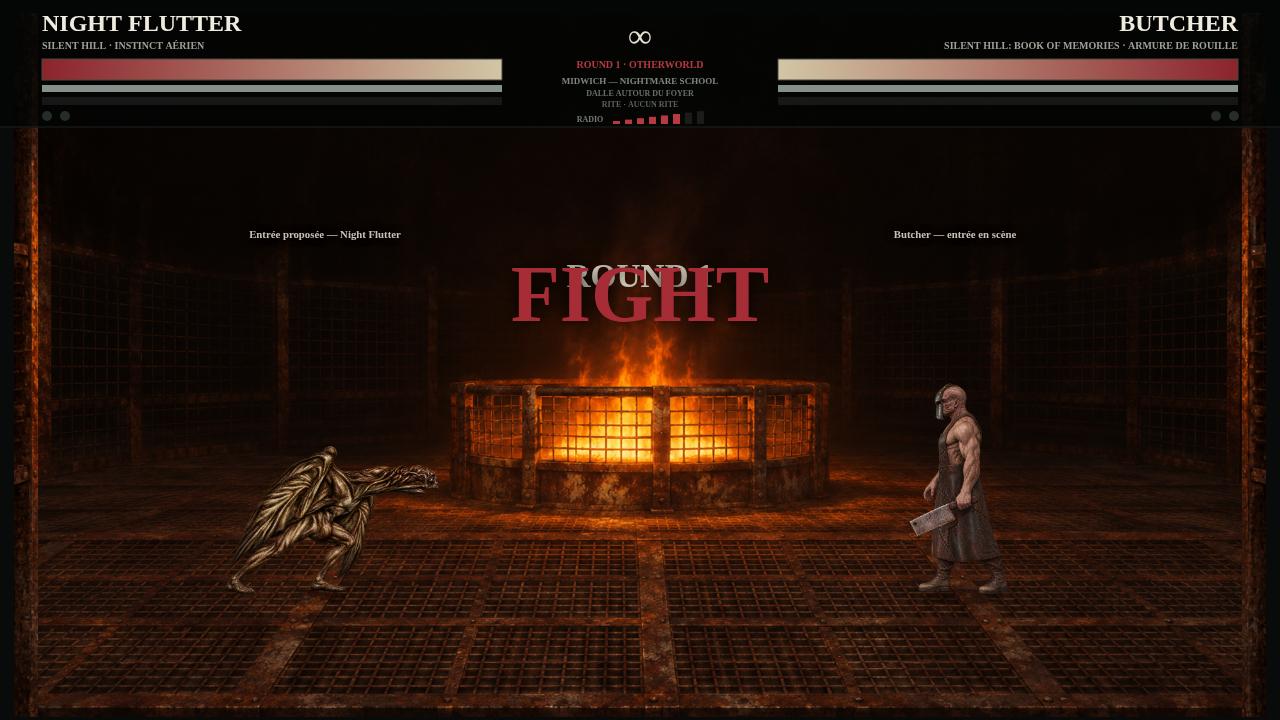 NIGHT FLUTTER
SILENT HILL · INSTINCT AÉRIEN
∞
ROUND 1 · OTHERWORLD
MIDWICH — NIGHTMARE SCHOOL
DALLE AUTOUR DU FOYER
RITE · AUCUN RITE
RADIO
BUTCHER
SILENT HILL: BOOK OF MEMORIES · ARMURE DE ROUILLE
Entrée proposée — Night Flutter
Butcher — entrée en scène
ROUND 1
FIGHT